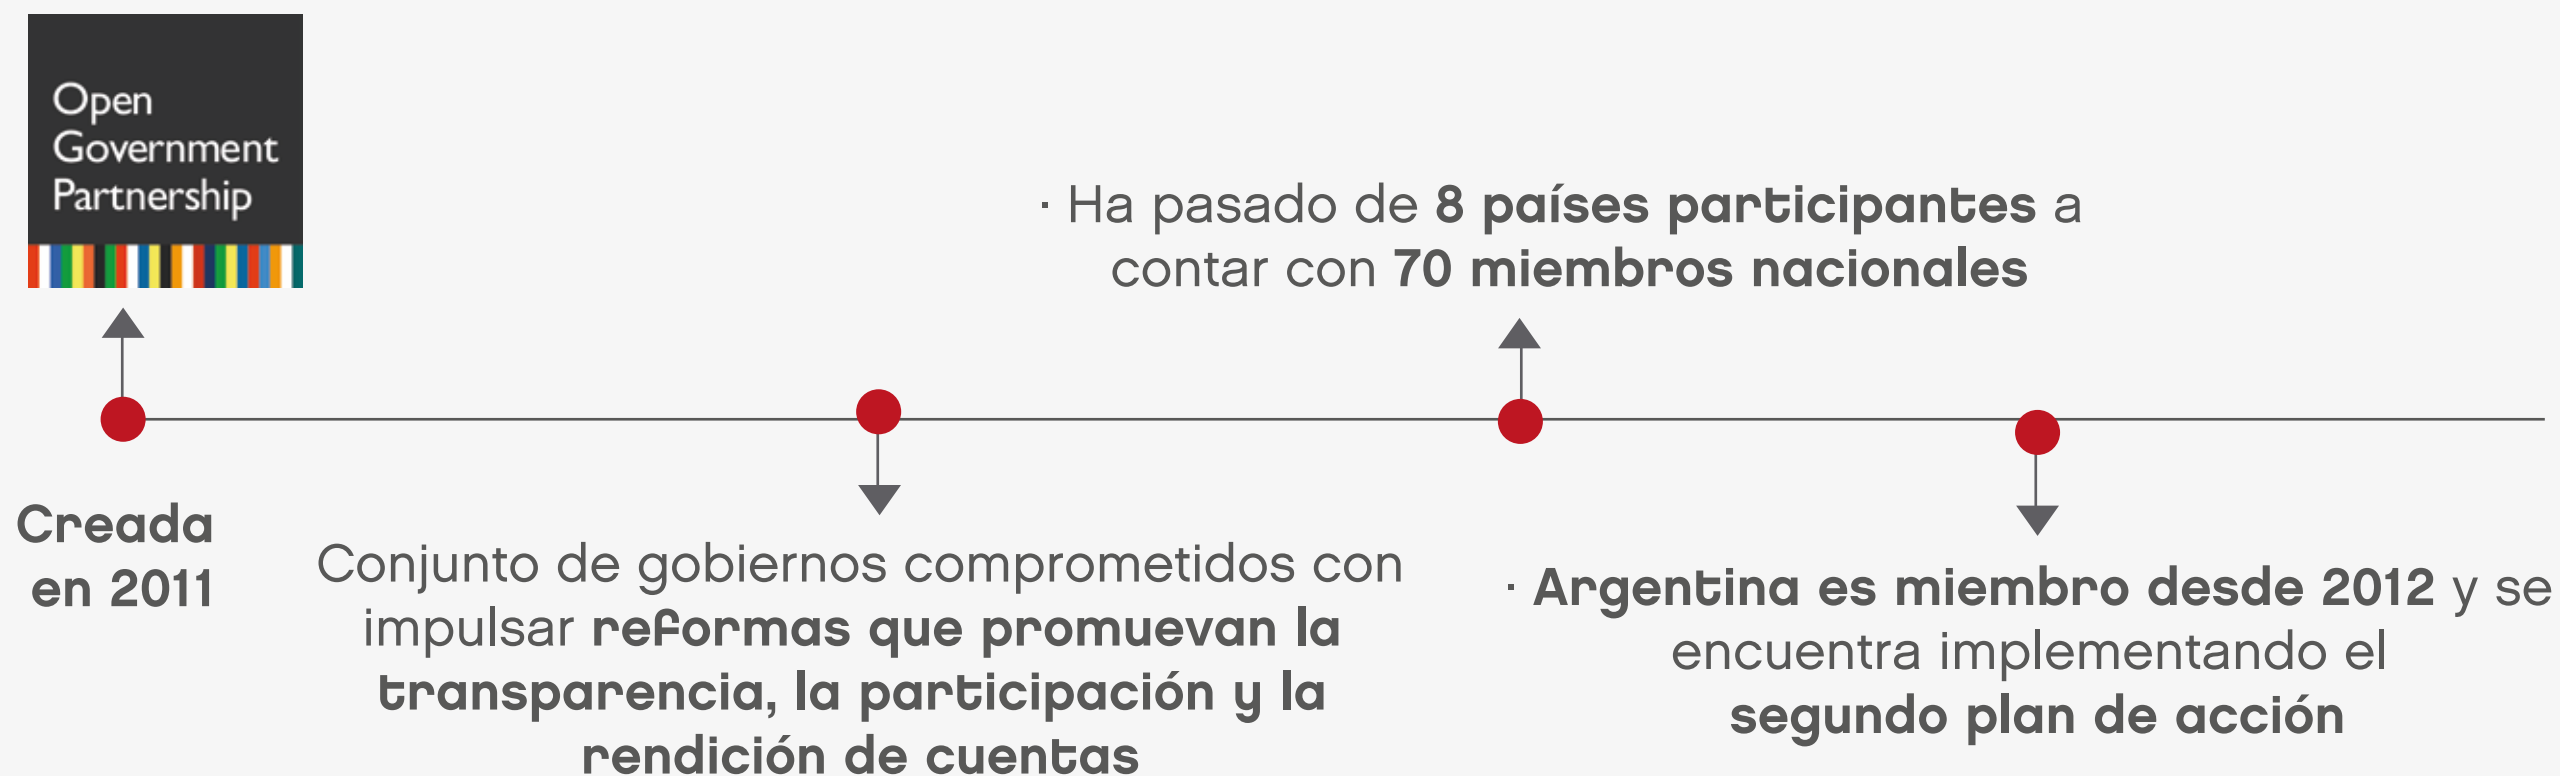 Open
Government
Partnership
Creada
en 2011
Conjunto de gobiernos comprometidos con
impulsar reformas que promuevan la
transparencia, la participación y la
rendición de cuentas
· Ha pasado de 8 países participantes a
contar con 70 miembros nacionales
· Argentina es miembro desde 2012 y se
encuentra implementando el
segundo plan de acción